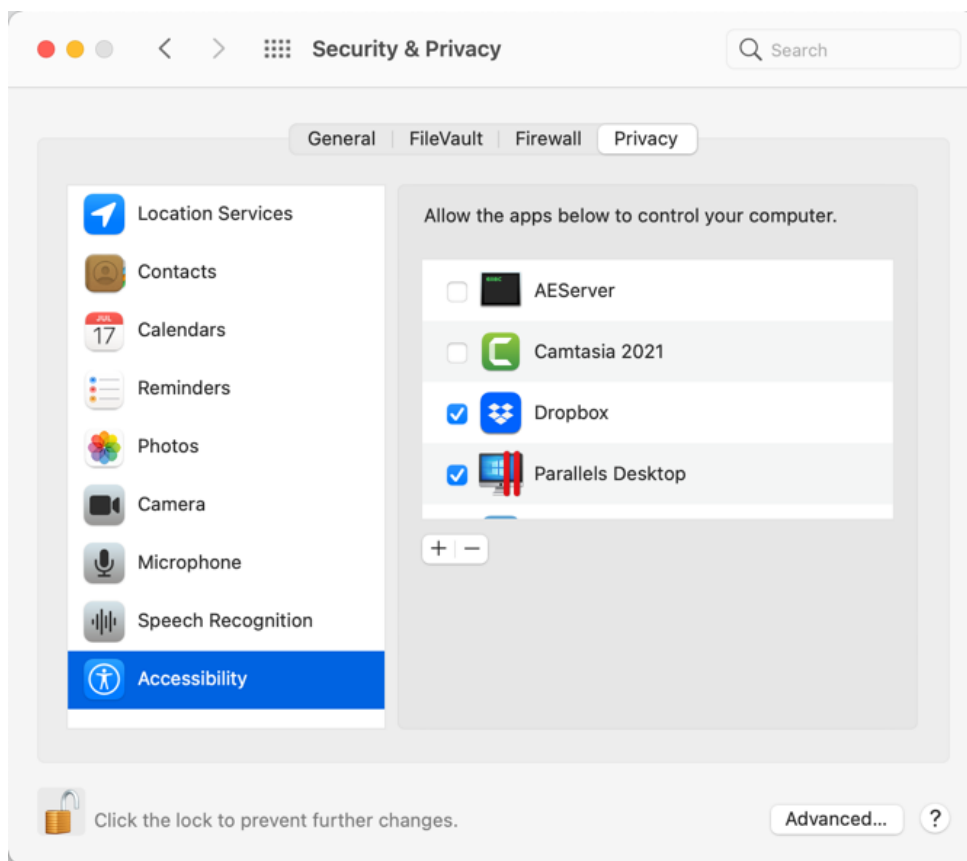 Security & Privacy
Search
General FileVault Firewall Privacy
Location Services
Contacts
JUL
17
Calendars
Reminders
Photos
Camera
Microphone
Speech Recognition
Accessibility
Allow the apps below to control your computer.
AEServer
Camtasia 2021
Dropbox
Parallels Desktop
+ −
Click the lock to prevent further changes.
Advanced... ?